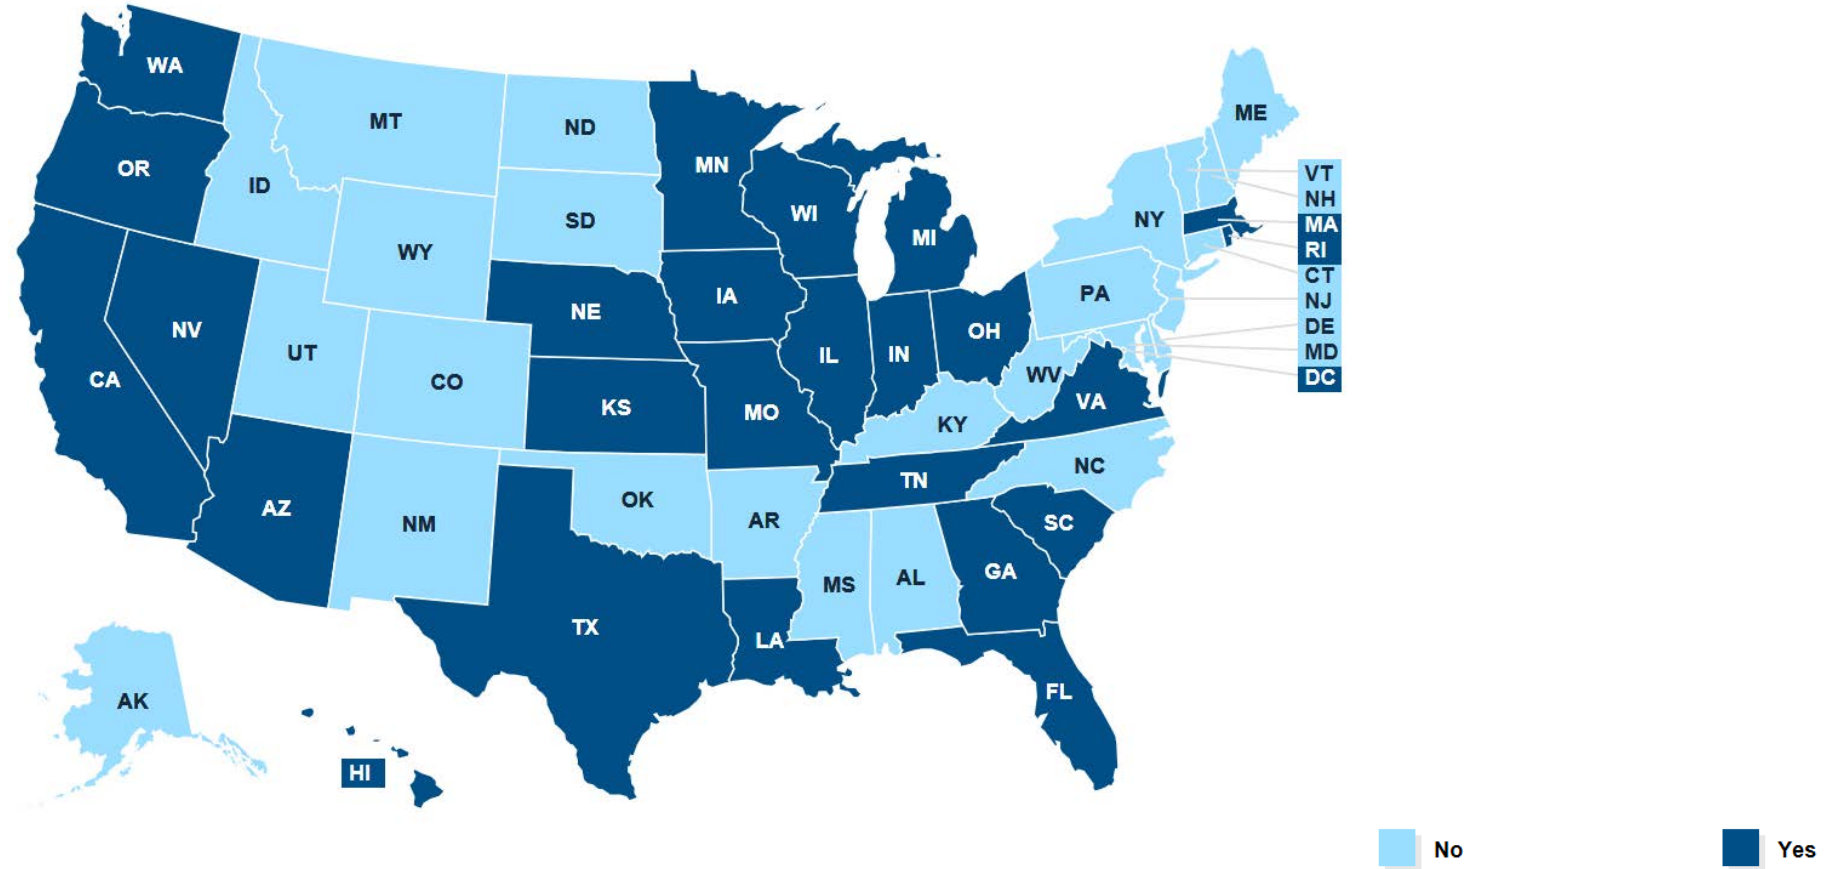 WA
MT
ND
MN
OR
ID
SD
WY
WI
MI
NY
ME
VT
NH
MA
RI
CT
NJ
DE
MD
DC
NE
IA
PA
NV
UT
CO
CA
KS
MO
IL
IN
OH
WV
VA
KY
NC
TN
AZ
NM
OK
AR
SC
MS
AL
GA
TX
LA
FL
AK
HI
No
Yes